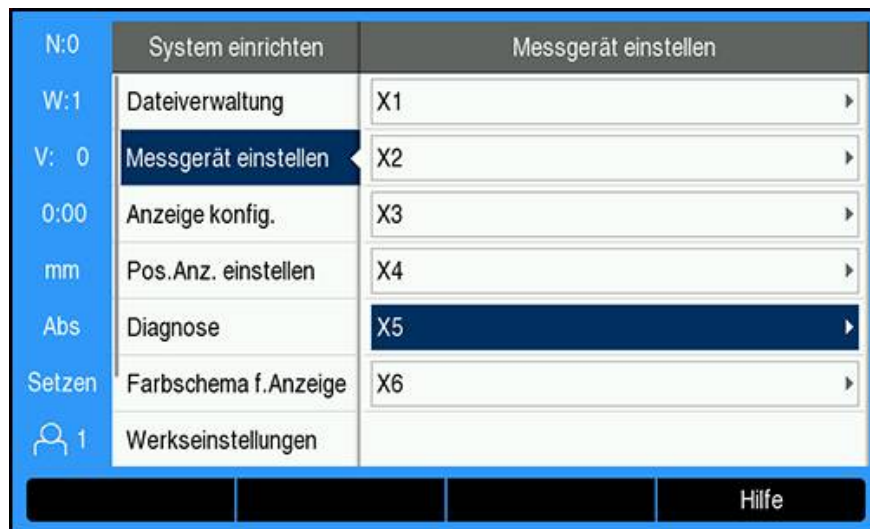 N:0
System einrichten
Messgerät einstellen
W:1
Dateiverwaltung
X1
V: 0
Messgerät einstellen
X2
0:00
Anzeige konfig.
X3
mm
Pos.Anz. einstellen
X4
Abs
Diagnose
X5
Setzen
Farbschema f.Anzeige
X6
1
Werkseinstellungen
Hilfe